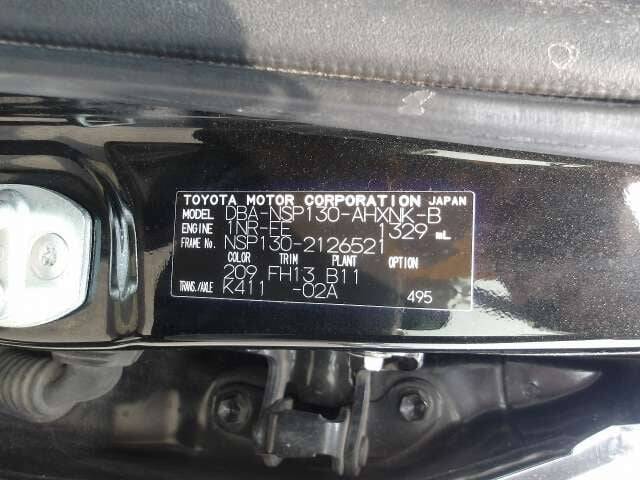 TOYOTA MOTOR CORPORATION JAPAN
MODEL DBA-NSP130-AHXNK-B
ENGINE 1NR-FE 1329 mL
FRAME No. NSP130-2126521
COLOR TRIM PLANT OPTION
209 FH13 B11
TRANS./AXLE K411 -02A 495